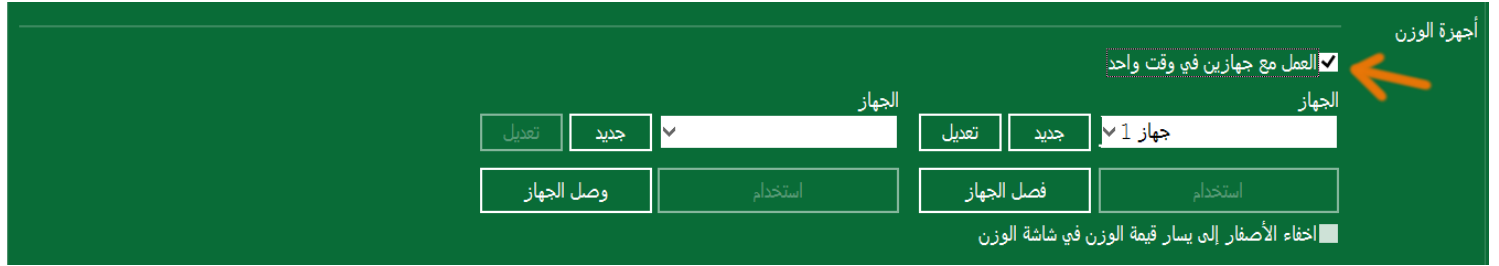 أجهزة الوزن
العمل مع جهازين في وقت واحد
الجهاز الجهاز
جهاز 1 جديد تعديل جديد تعديل
استخدام فصل الجهاز استخدام وصل الجهاز
اخفاء الأصفار إلى يسار قيمة الوزن في شاشة الوزن